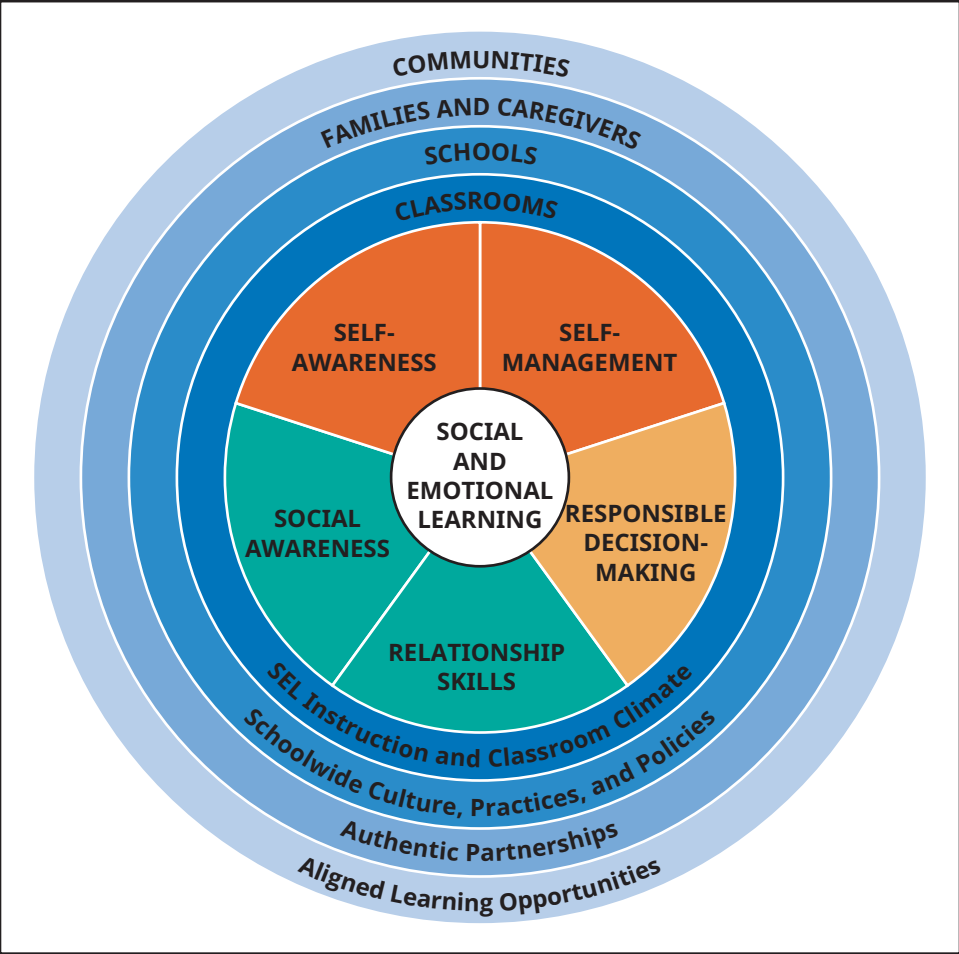 COMMUNITIES
FAMILIES AND CAREGIVERS
SCHOOLS
CLASSROOMS
SELF-
AWARENESS
SELF-
MANAGEMENT
SOCIAL
AND
EMOTIONAL
LEARNING
SOCIAL
AWARENESS
RESPONSIBLE
DECISION-
MAKING
RELATIONSHIP
SKILLS
SEL Instruction and Classroom Climate
Schoolwide Culture, Practices, and Policies
Authentic Partnerships
Aligned Learning Opportunities